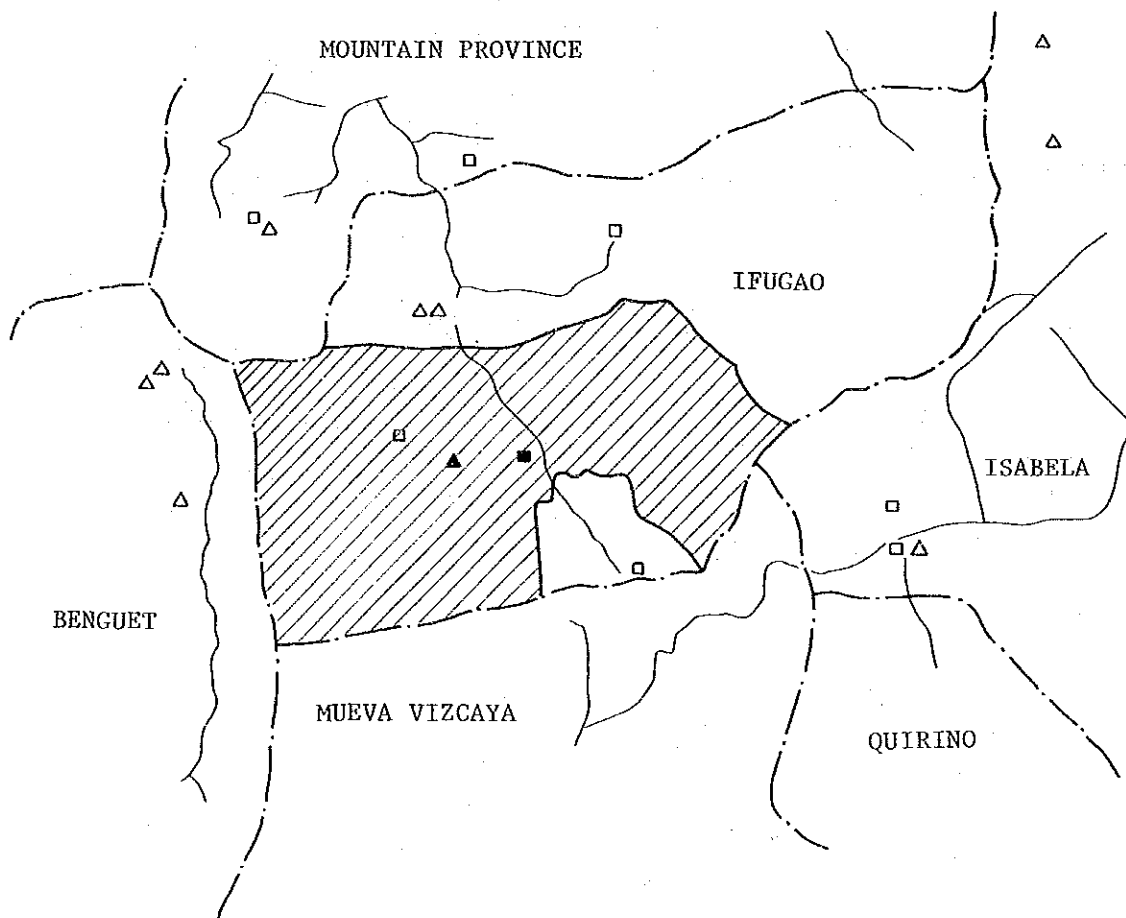 MOUNTAIN PROVINCE
IFUGAO
ISABELA
BENGUET
MUEVA VIZCAYA
QUIRINO